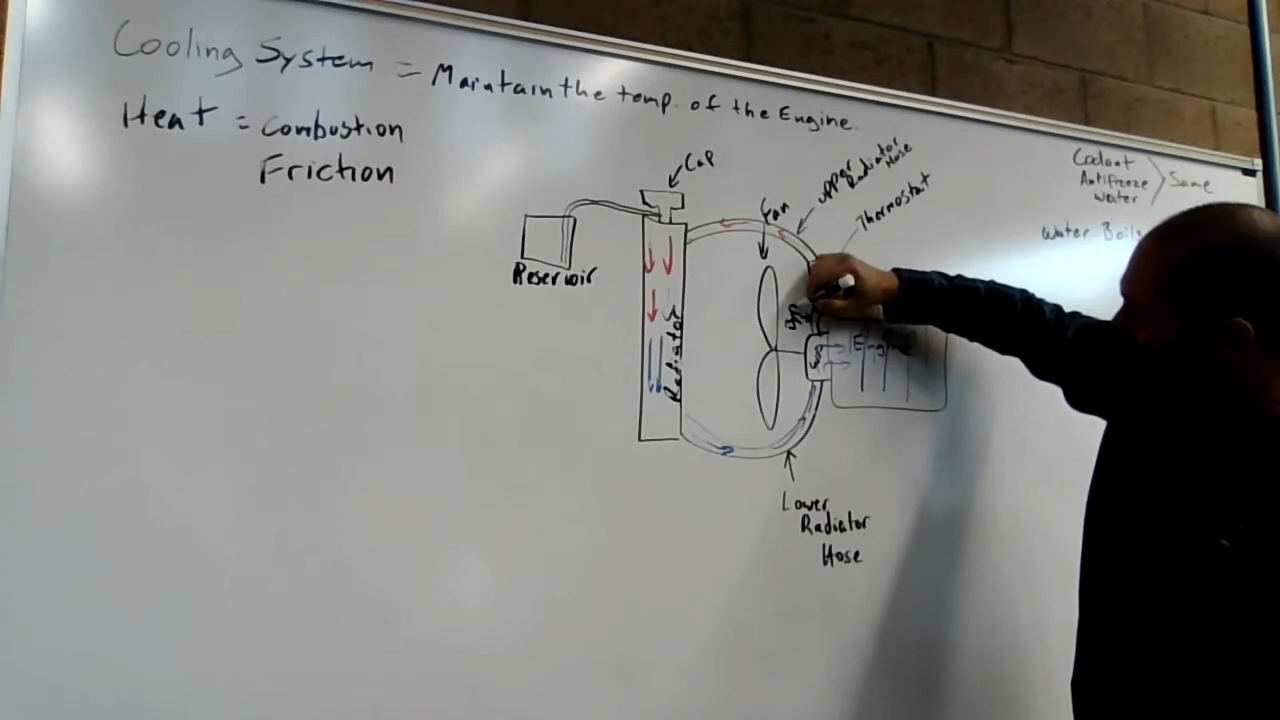 Cooling System = Maintain the temp. of the Engine.
Heat = Combustion
Friction
Cap
Upper Radiator Hose
Thermostat
Fan
Reservoir
Radiator
Engine
Lower
Radiator
Hose
Coolant
Antifreeze
Water
Same
Water Boils